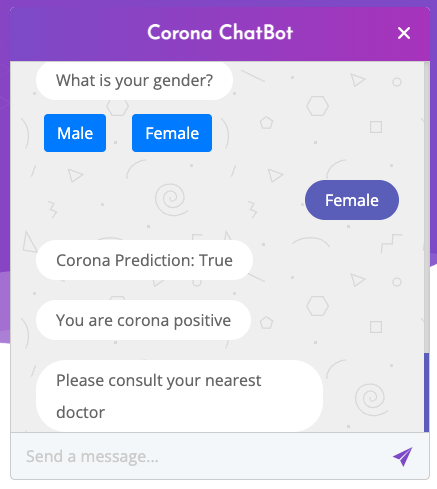 Corona ChatBot
What is your gender?
Male Female
Female
Corona Prediction: True
You are corona positive
Please consult your nearest
doctor
Send a message...